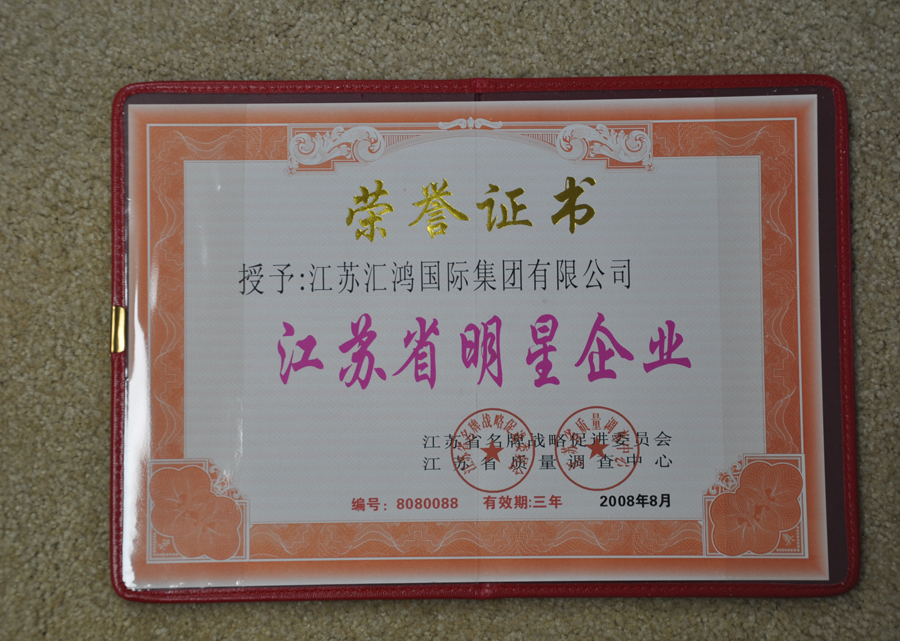 荣誉证书
授予:江苏汇鸿国际集团有限公司
江苏省明星企业
江苏省名牌战略促进委员会
江苏省质量调查中心
编号：8080088 有效期:三年 2008年8月